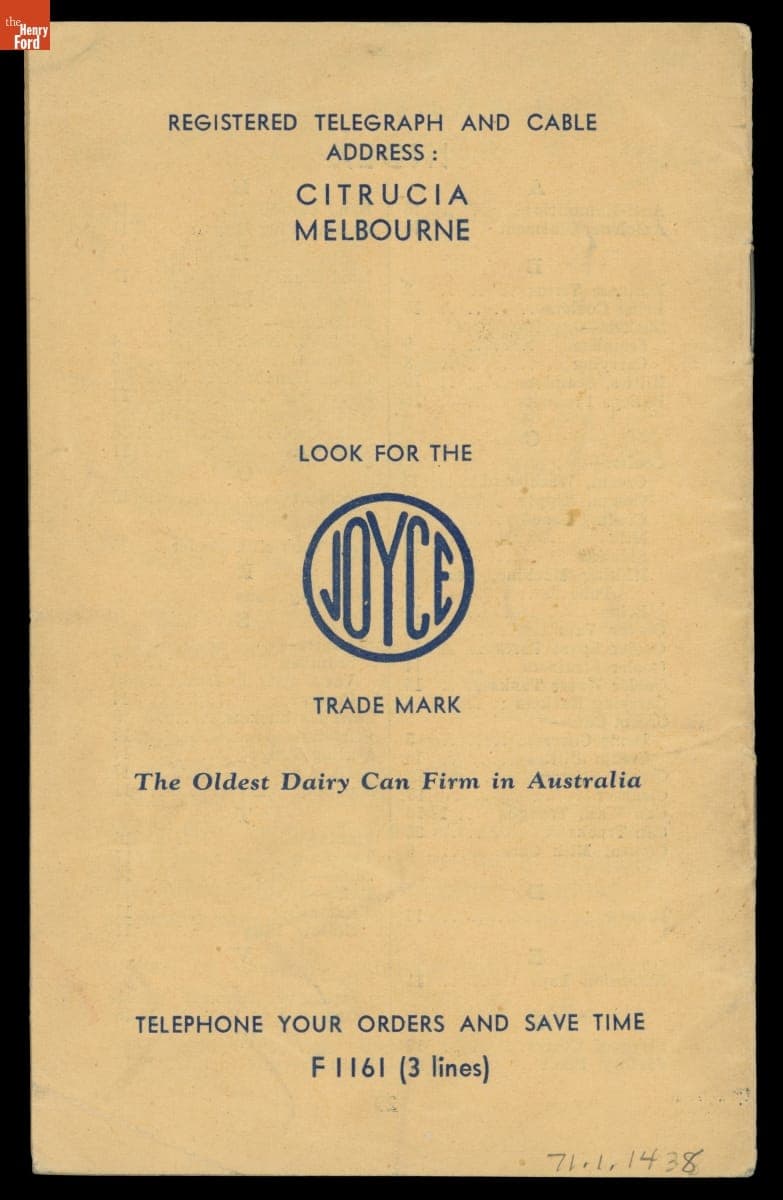 the
Henry
Ford
REGISTERED TELEGRAPH AND CABLE
ADDRESS :
CITRUCIA
MELBOURNE
LOOK FOR THE
JOYCE
TRADE MARK
The Oldest Dairy Can Firm in Australia
TELEPHONE YOUR ORDERS AND SAVE TIME
F 1161 (3 lines)
71.1.1438